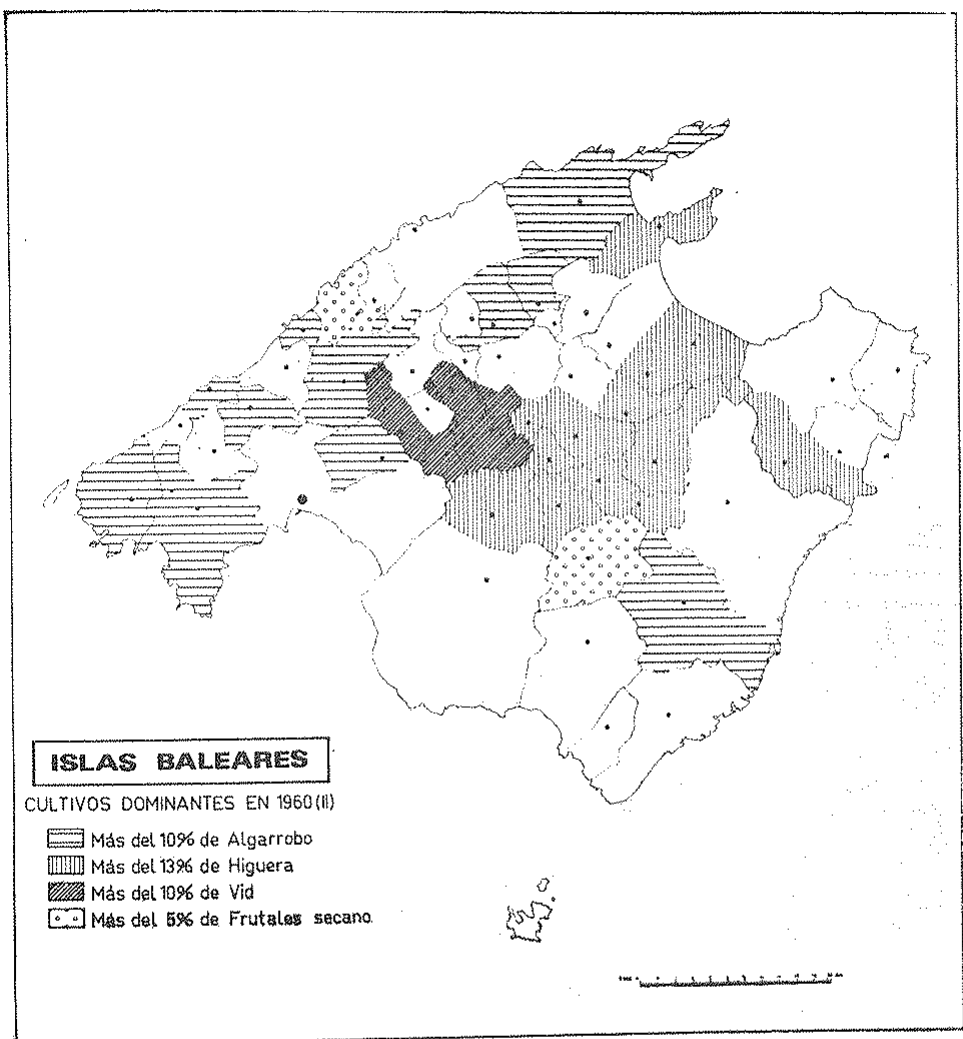 ISLAS BALEARES
CULTIVOS DOMINANTES EN 1960 (II)
Más del 10% de Algarrobo
Más del 13% de Higuera
Más del 10% de Vid
Más del 5% de Frutales secano